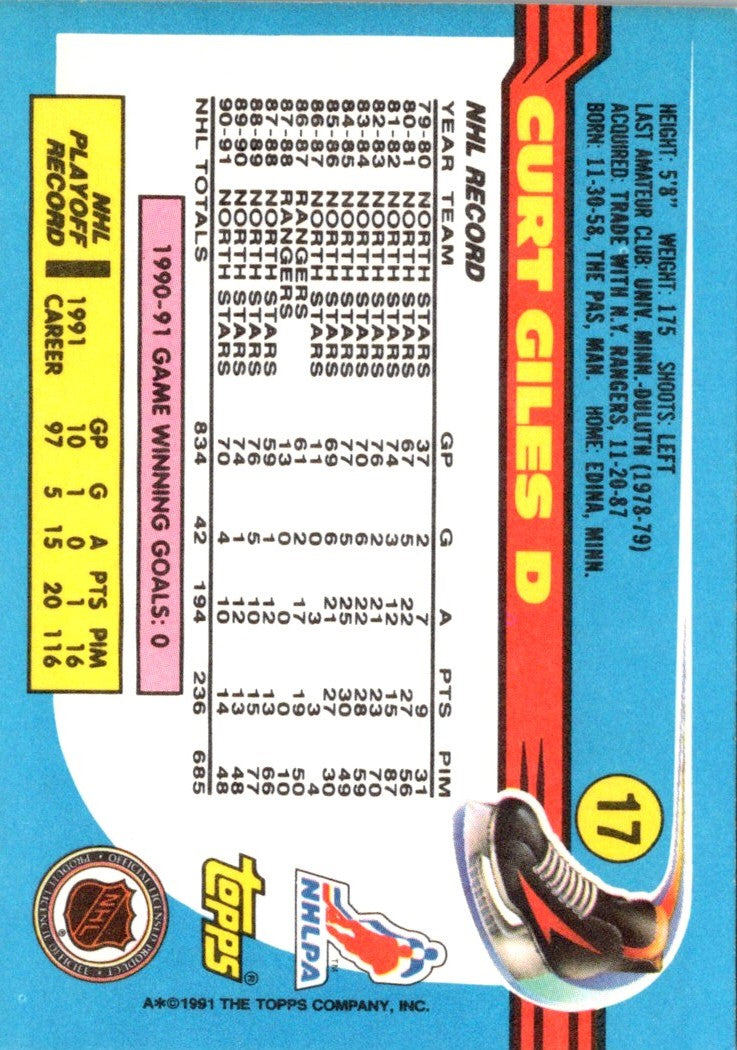 HEIGHT: 5'8" WEIGHT: 175 SHOOTS: LEFT
LAST AMATEUR CLUB: UNIV. MINN.-DULUTH (1978-79)
ACQUIRED: TRADE WITH N.Y. RANGERS, 11-20-87
BORN: 11-30-58, THE PAS, MAN. HOME: EDINA, MINN.
17
CURT GILES D
NHL RECORD
YEAR TEAM GP G A PTS PIM
79-80 NORTH STARS 37 2 7 9 31
80-81 NORTH STARS 67 5 22 27 56
81-82 NORTH STARS 74 3 12 15 87
82-83 NORTH STARS 76 2 21 23 70
83-84 NORTH STARS 70 6 22 28 59
84-85 NORTH STARS 77 5 25 30 49
85-86 NORTH STARS 69 6 21 27 30
86-87 NORTH STARS 11 0 3 3 4
86-87 RANGERS 61 2 17 19 50
87-88 RANGERS 13 0 0 0 10
87-88 NORTH STARS 59 1 12 13 66
88-89 NORTH STARS 76 5 10 15 77
89-90 NORTH STARS 74 1 12 13 48
90-91 NORTH STARS 70 4 10 14 48
NHL TOTALS 834 42 194 236 685
1990-91 GAME WINNING GOALS: 0
NHL PLAYOFF RECORD
GP G A PTS PIM
1991 10 1 0 1 16
CAREER 97 5 15 20 116
NHLPA™
TOPPS®
NHL®
OFFICIAL LICENSED PRODUCT • PRODUIT LICENCIÉ OFFICIEL •
A*©1991 THE TOPPS COMPANY, INC.